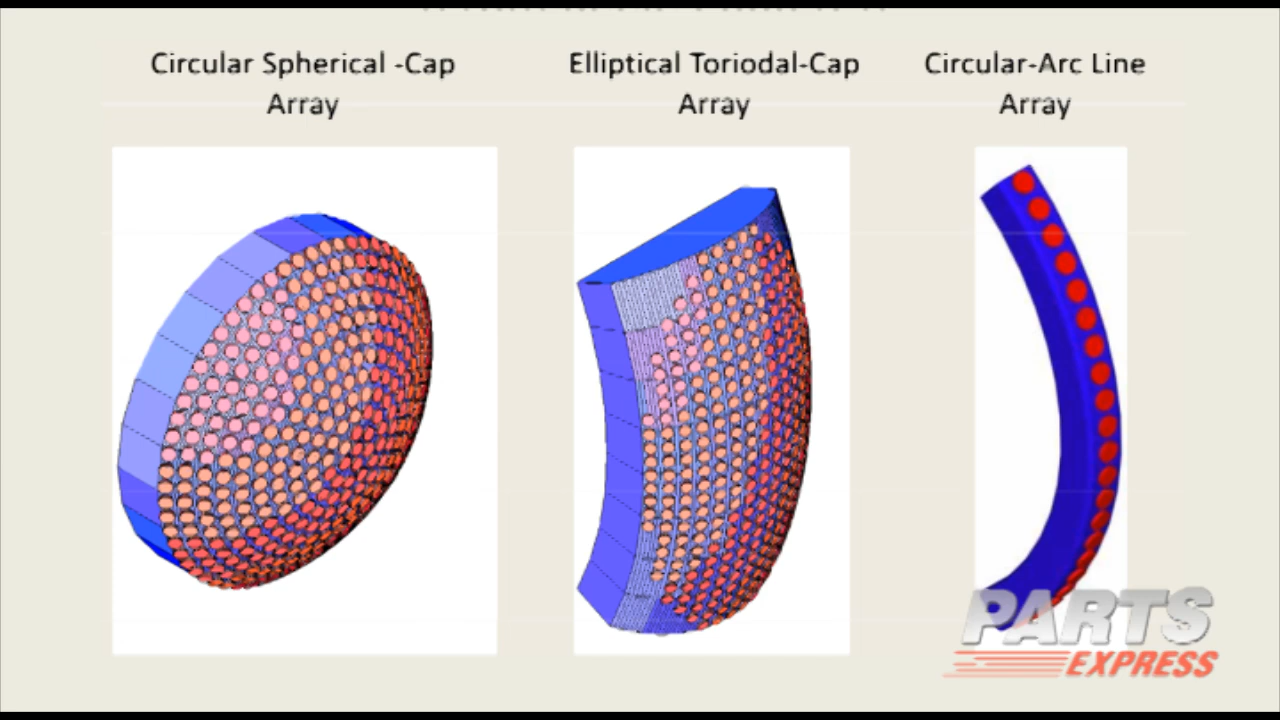 Circular Spherical -Cap
Array
Elliptical Toriodal-Cap
Array
Circular-Arc Line
Array
PARTS
EXPRESS